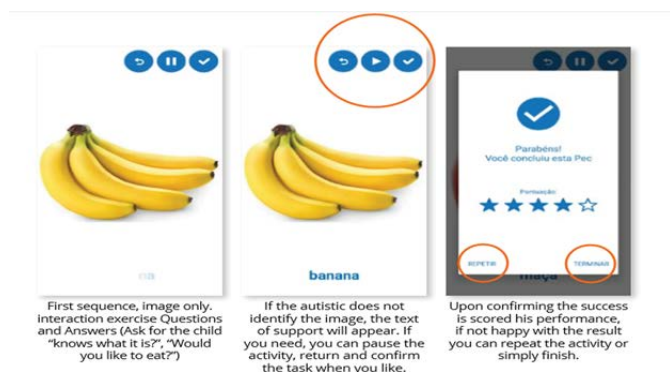 na
banana
Parabéns!
Você concluiu esta Pec
Pontuação:
REPETIR
TERMINAR
maçã
First sequence, image only.
interaction exercise Questions
and Answers (Ask for the child
“knows what it is?”, “Would
you like to eat?”)
If the autistic does not
identify the image, the text
of support will appear. If
you need, you can pause the
activity, return and confirm
the task when you like.
Upon confirming the success
is scored his performance,
if not happy with the result
you can repeat the activity or
simply finish.